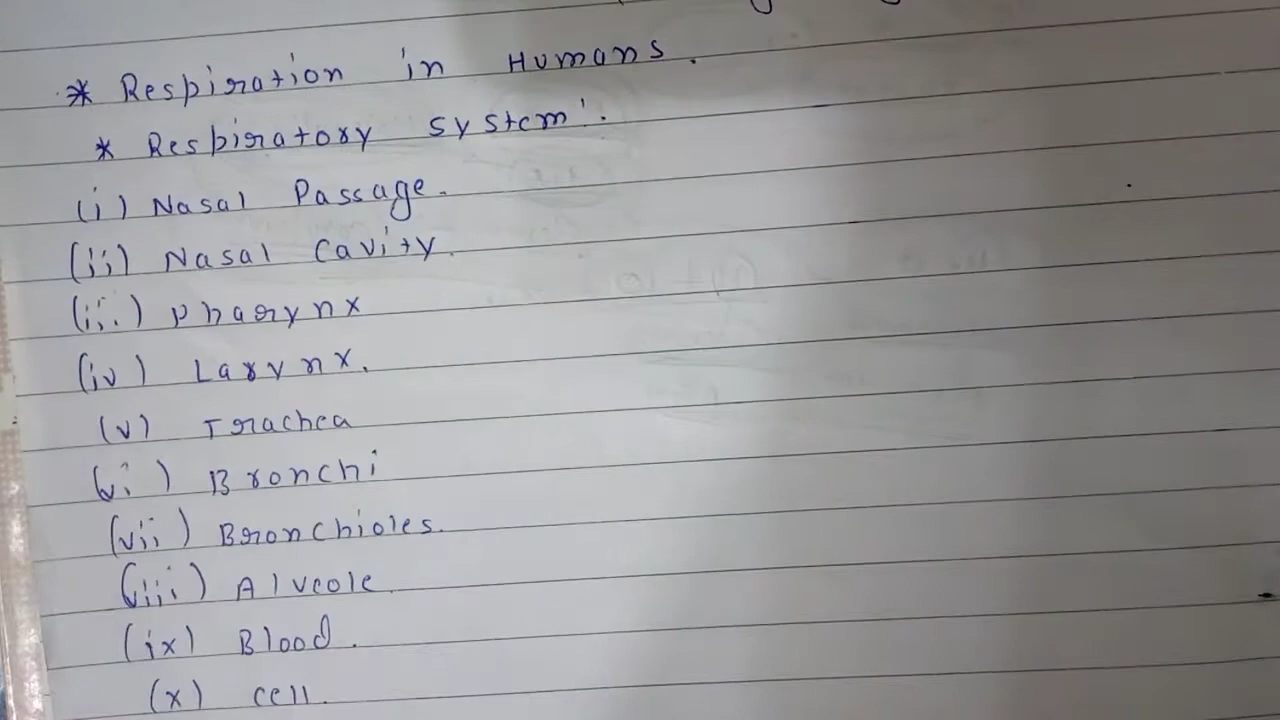 * Respiration in Humans.
* Respiratory system:
(i) Nasal Passage.
(ii) Nasal Cavity.
(iii) Pharynx
(iv) Larynx.
(v) Trachea
(vi) Bronchi
(vii) Bronchioles.
(viii) Alveole.
(ix) Blood.
(x) cell.